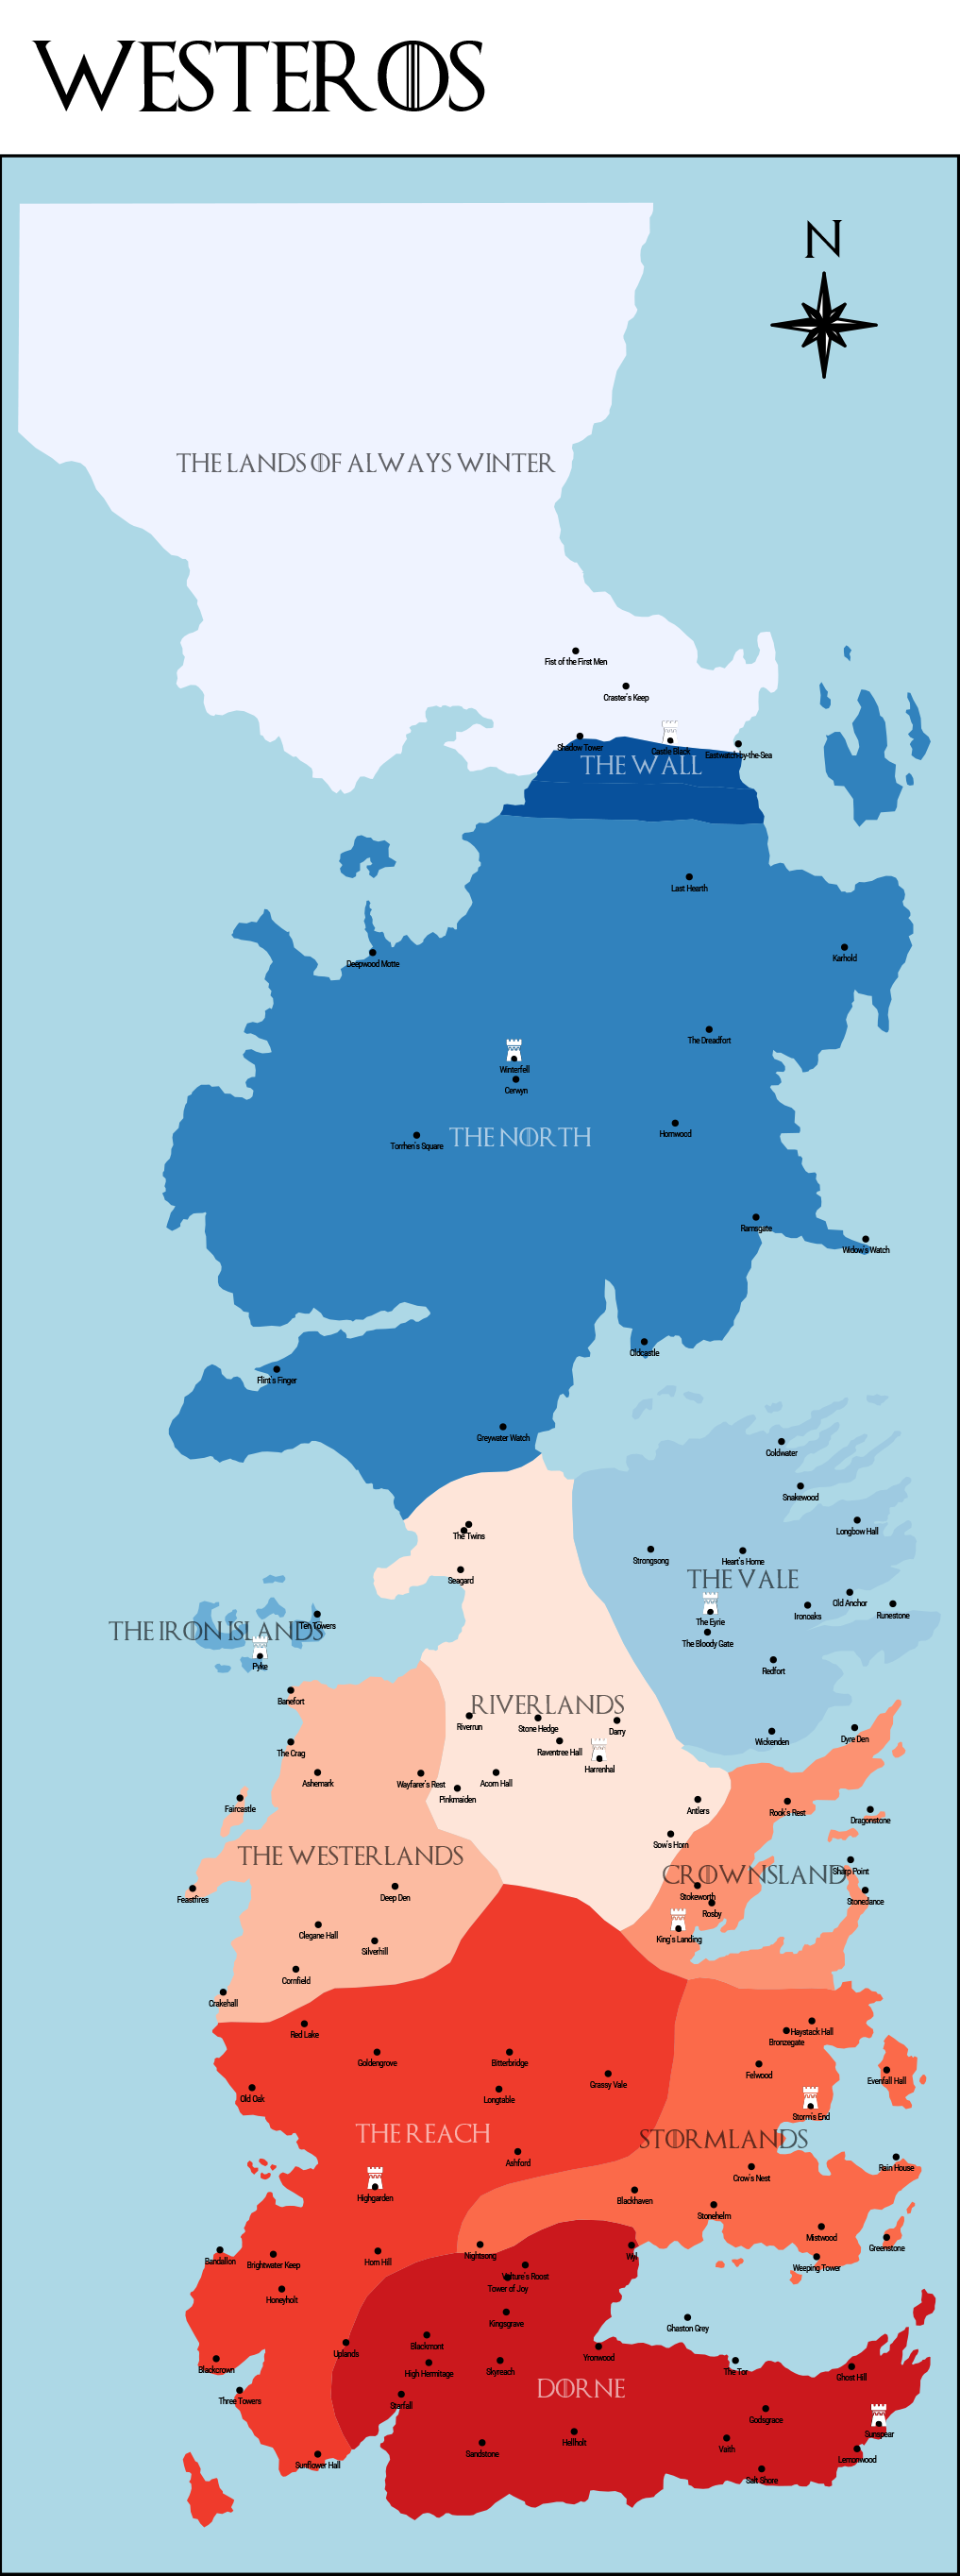 WESTEROS
N
THE LANDS OF ALWAYS WINTER
Fist of the First Men
Craster's Keep
Shadow Tower
Castle Black
Eastwatch-by-the-Sea
THE WALL
Last Hearth
Karhold
Deepwood Motte
The Dreadfort
Winterfell
Cerwyn
Hornwood
Torrhen's Square
THE NORTH
Ramsgate
Widow's Watch
Oldcastle
Flint's Finger
Greywater Watch
Coldwater
Snakewood
Longbow Hall
The Twins
Strongsong
Heart's Home
Seagard
THE VALE
Old Anchor
Runestone
Ironoaks
The Eyrie
Ten Towers
THE IRON ISLANDS
The Bloody Gate
Pyke
Redfort
Banefort
RIVERLANDS
Riverrun
Stone Hedge
Darry
Wickenden
Dyre Den
The Crag
Raventree Hall
Harrenhal
Ashemark
Wayfarer's Rest
Acorn Hall
Pinkmaiden
Faircastle
Antlers
Rook's Rest
Dragonstone
Sow's Horn
THE WESTERLANDS
CROWNSLAND
Sharp Point
Feastfires
Deep Den
Stokeworth
Stonedance
Rosby
Clegane Hall
King's Landing
Silverhill
Cornfield
Crakehall
Red Lake
Haystack Hall
Bronzegate
Goldengrove
Bitterbridge
Felwood
Evenfall Hall
Grassy Vale
Old Oak
Longtable
Storm's End
THE REACH
STORMLANDS
Ashford
Rain House
Crow's Nest
Highgarden
Blackhaven
Stonehelm
Mistwood
Greenstone
Bandallon
Brightwater Keep
Horn Hill
Nightsong
Wyl
Weeping Tower
Vulture's Roost
Tower of Joy
Honeyholt
Kingsgrave
Ghaston Grey
Uplands
Blackmont
Yronwood
Blackcrown
High Hermitage
Skyreach
The Tor
Ghost Hill
DORNE
Three Towers
Starfall
Godsgrace
Sunspear
Hellholt
Vaith
Sandstone
Lemonwood
Sunflower Hall
Salt Shore